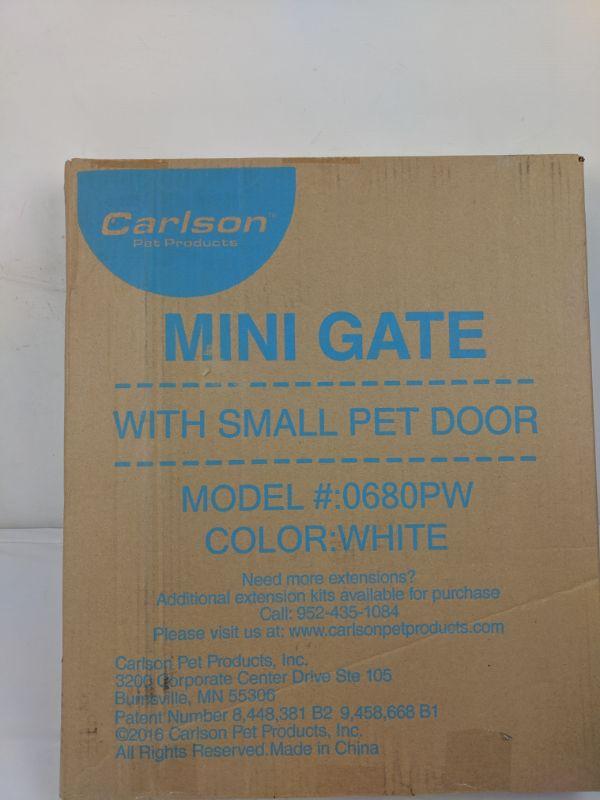 Carlson™
Pet Products
MINI GATE
WITH SMALL PET DOOR
MODEL #:0680PW
COLOR:WHITE
Need more extensions?
Additional extension kits available for purchase
Call: 952-435-1084
Please visit us at: www.carlsonpetproducts.com
Carlson Pet Products, Inc.
3200 Corporate Center Drive Ste 105
Burnsville, MN 55306
Patent Number 8,448,381 B2 9,458,668 B1
©2016 Carlson Pet Products, Inc.
All Rights Reserved.Made in China